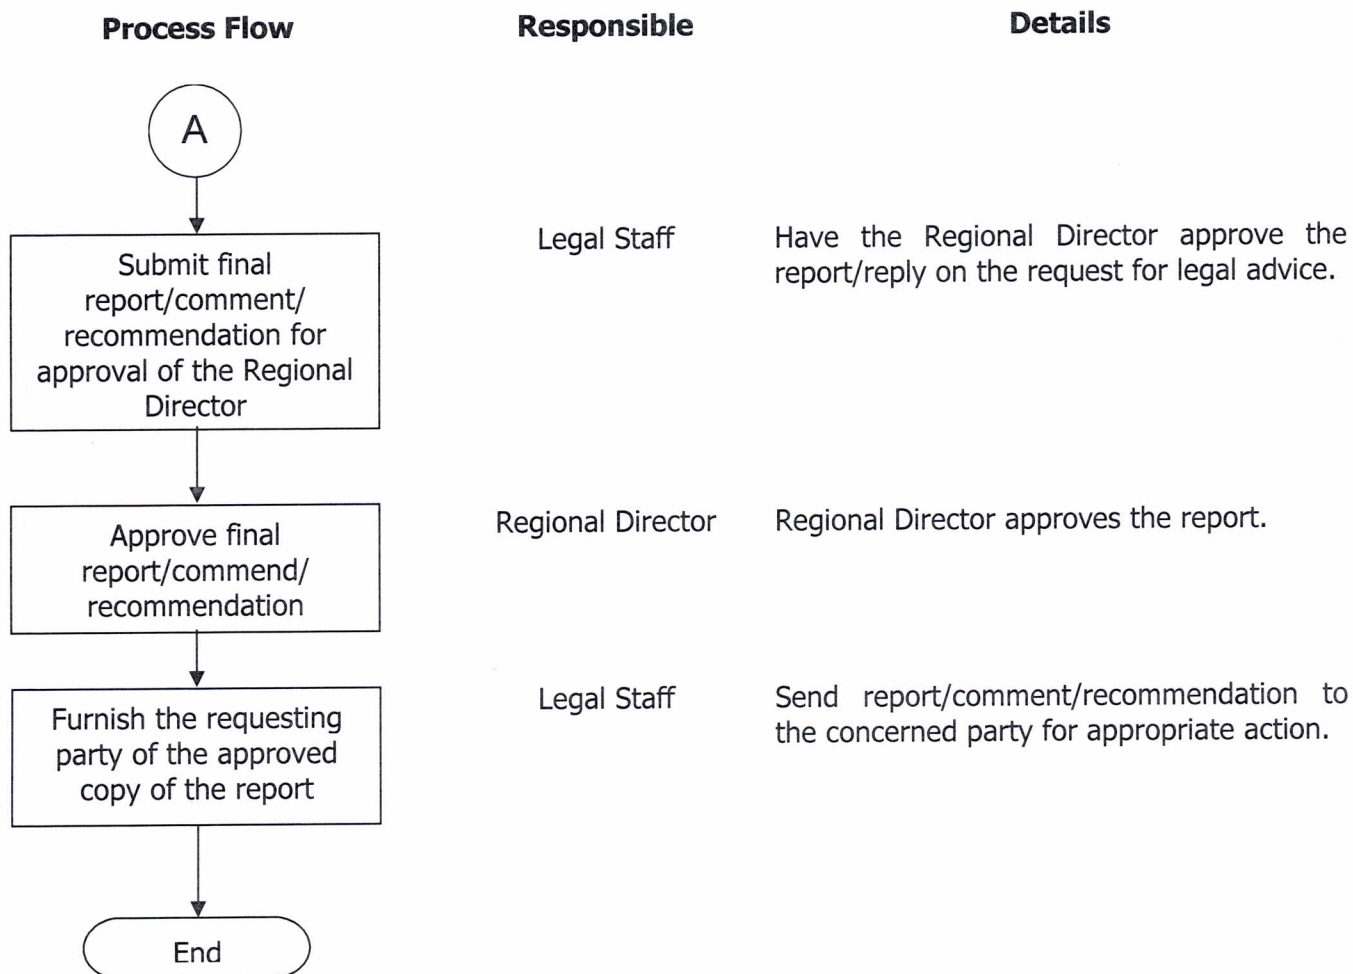 Process Flow Responsible Details
A
Submit final
report/comment/
recommendation for
approval of the Regional
Director
Legal Staff
Have the Regional Director approve the
report/reply on the request for legal advice.
Approve final
report/commend/
recommendation
Regional Director
Regional Director approves the report.
Furnish the requesting
party of the approved
copy of the report
Legal Staff
Send report/comment/recommendation to
the concerned party for appropriate action.
End